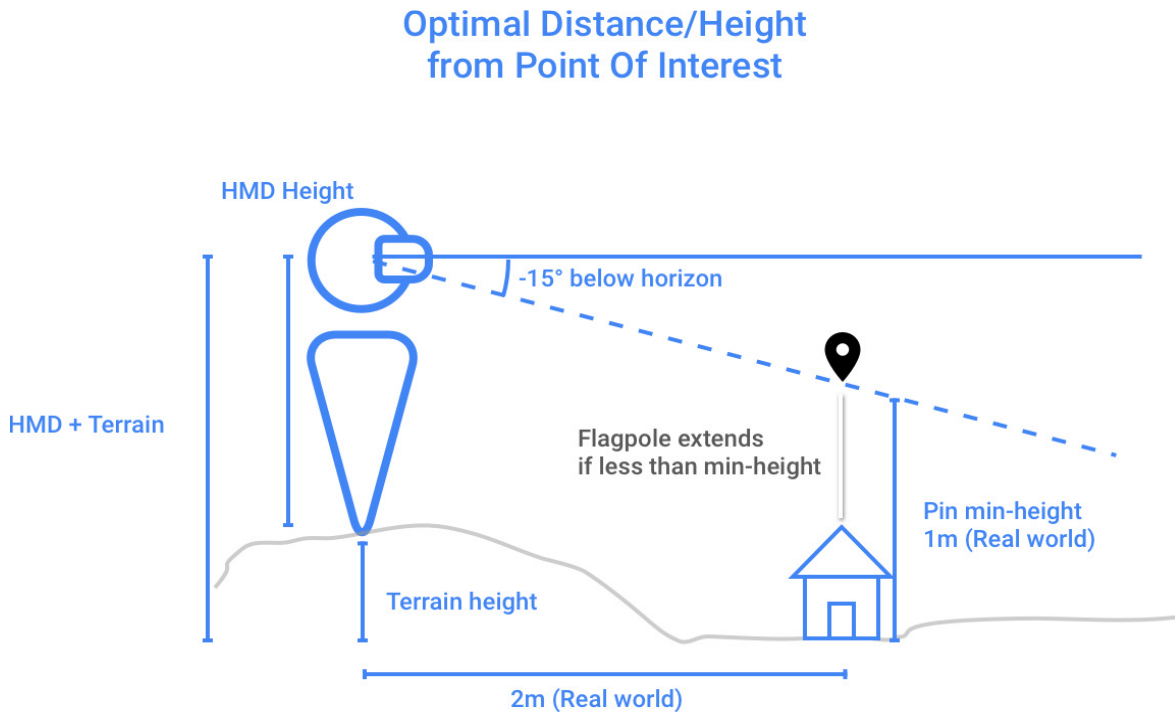 Optimal Distance/Height
from Point Of Interest
HMD Height
-15° below horizon
HMD + Terrain
Flagpole extends
if less than min-height
Pin min-height
1m (Real world)
Terrain height
2m (Real world)